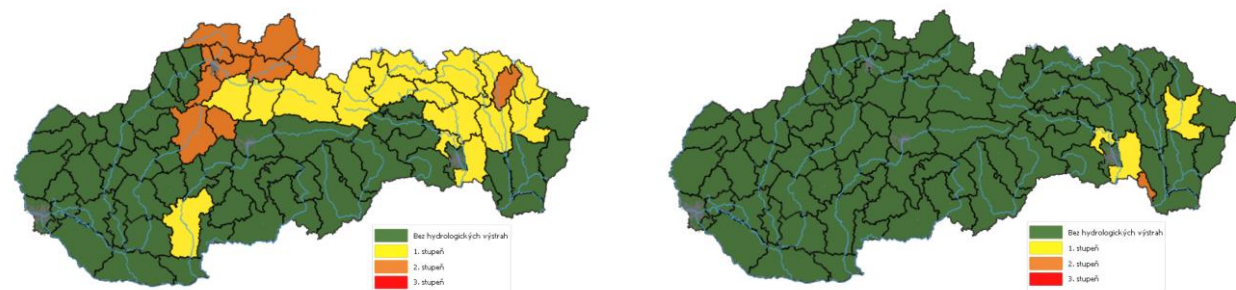 Bez hydrologických výstrah
1. stupeň
2. stupeň
3. stupeň
Bez hydrologických výstrah
1. stupeň
2. stupeň
3. stupeň